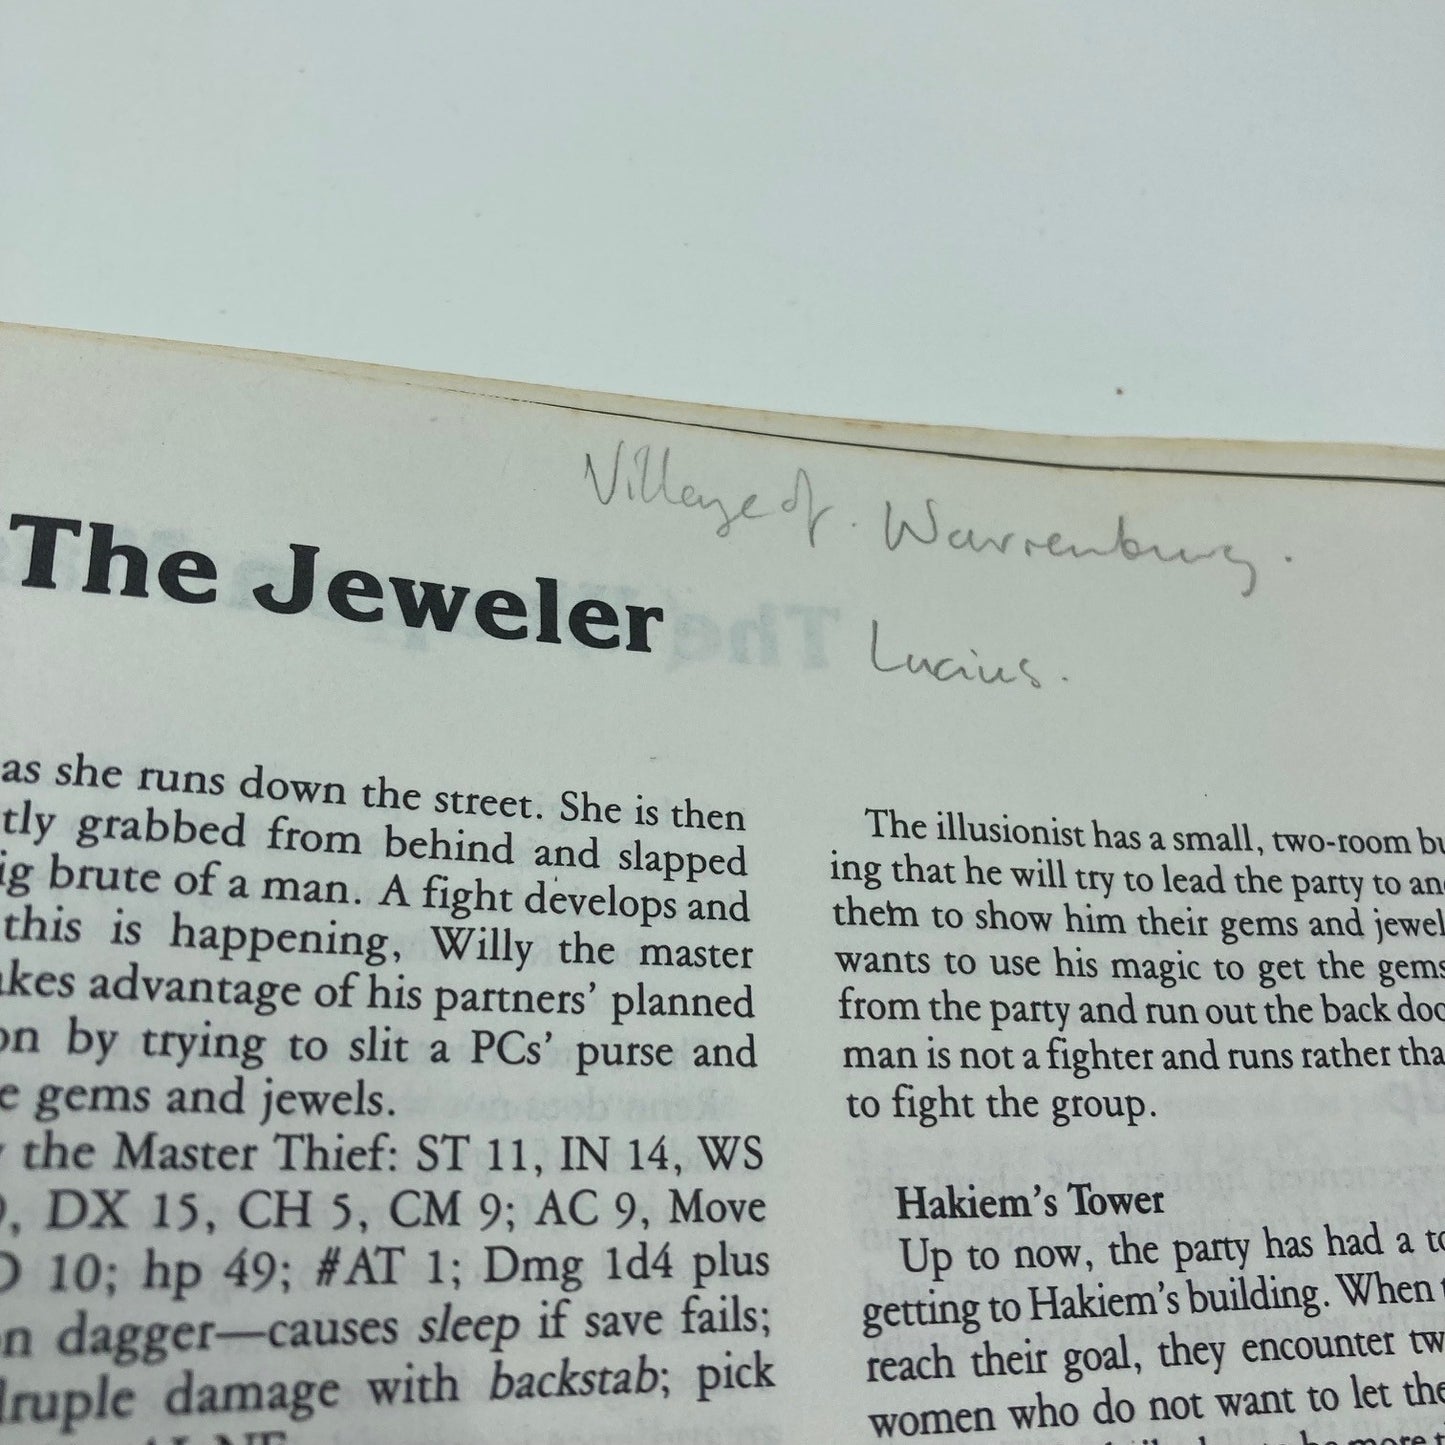 Village of. Warrenburg.
The Jeweler
Lucius.
as she runs down the street. She is then
tly grabbed from behind and slapped
ig brute of a man. A fight develops and
this is happening, Willy the master
akes advantage of his partners' planned
on by trying to slit a PCs' purse and
e gems and jewels.
the Master Thief: ST 11, IN 14, WS
DX 15, CH 5, CM 9; AC 9, Move
10; hp 49; #AT 1; Dmg 1d4 plus
on dagger—causes sleep if save fails;
druple damage with backstab; pick
The illusionist has a small, two-room bu
ing that he will try to lead the party to an
them to show him their gems and jewel
wants to use his magic to get the gems
from the party and run out the back doo
man is not a fighter and runs rather tha
to fight the group.
Hakiem's Tower
Up to now, the party has had a to
getting to Hakiem's building. When t
reach their goal, they encounter tw
women who do not want to let the